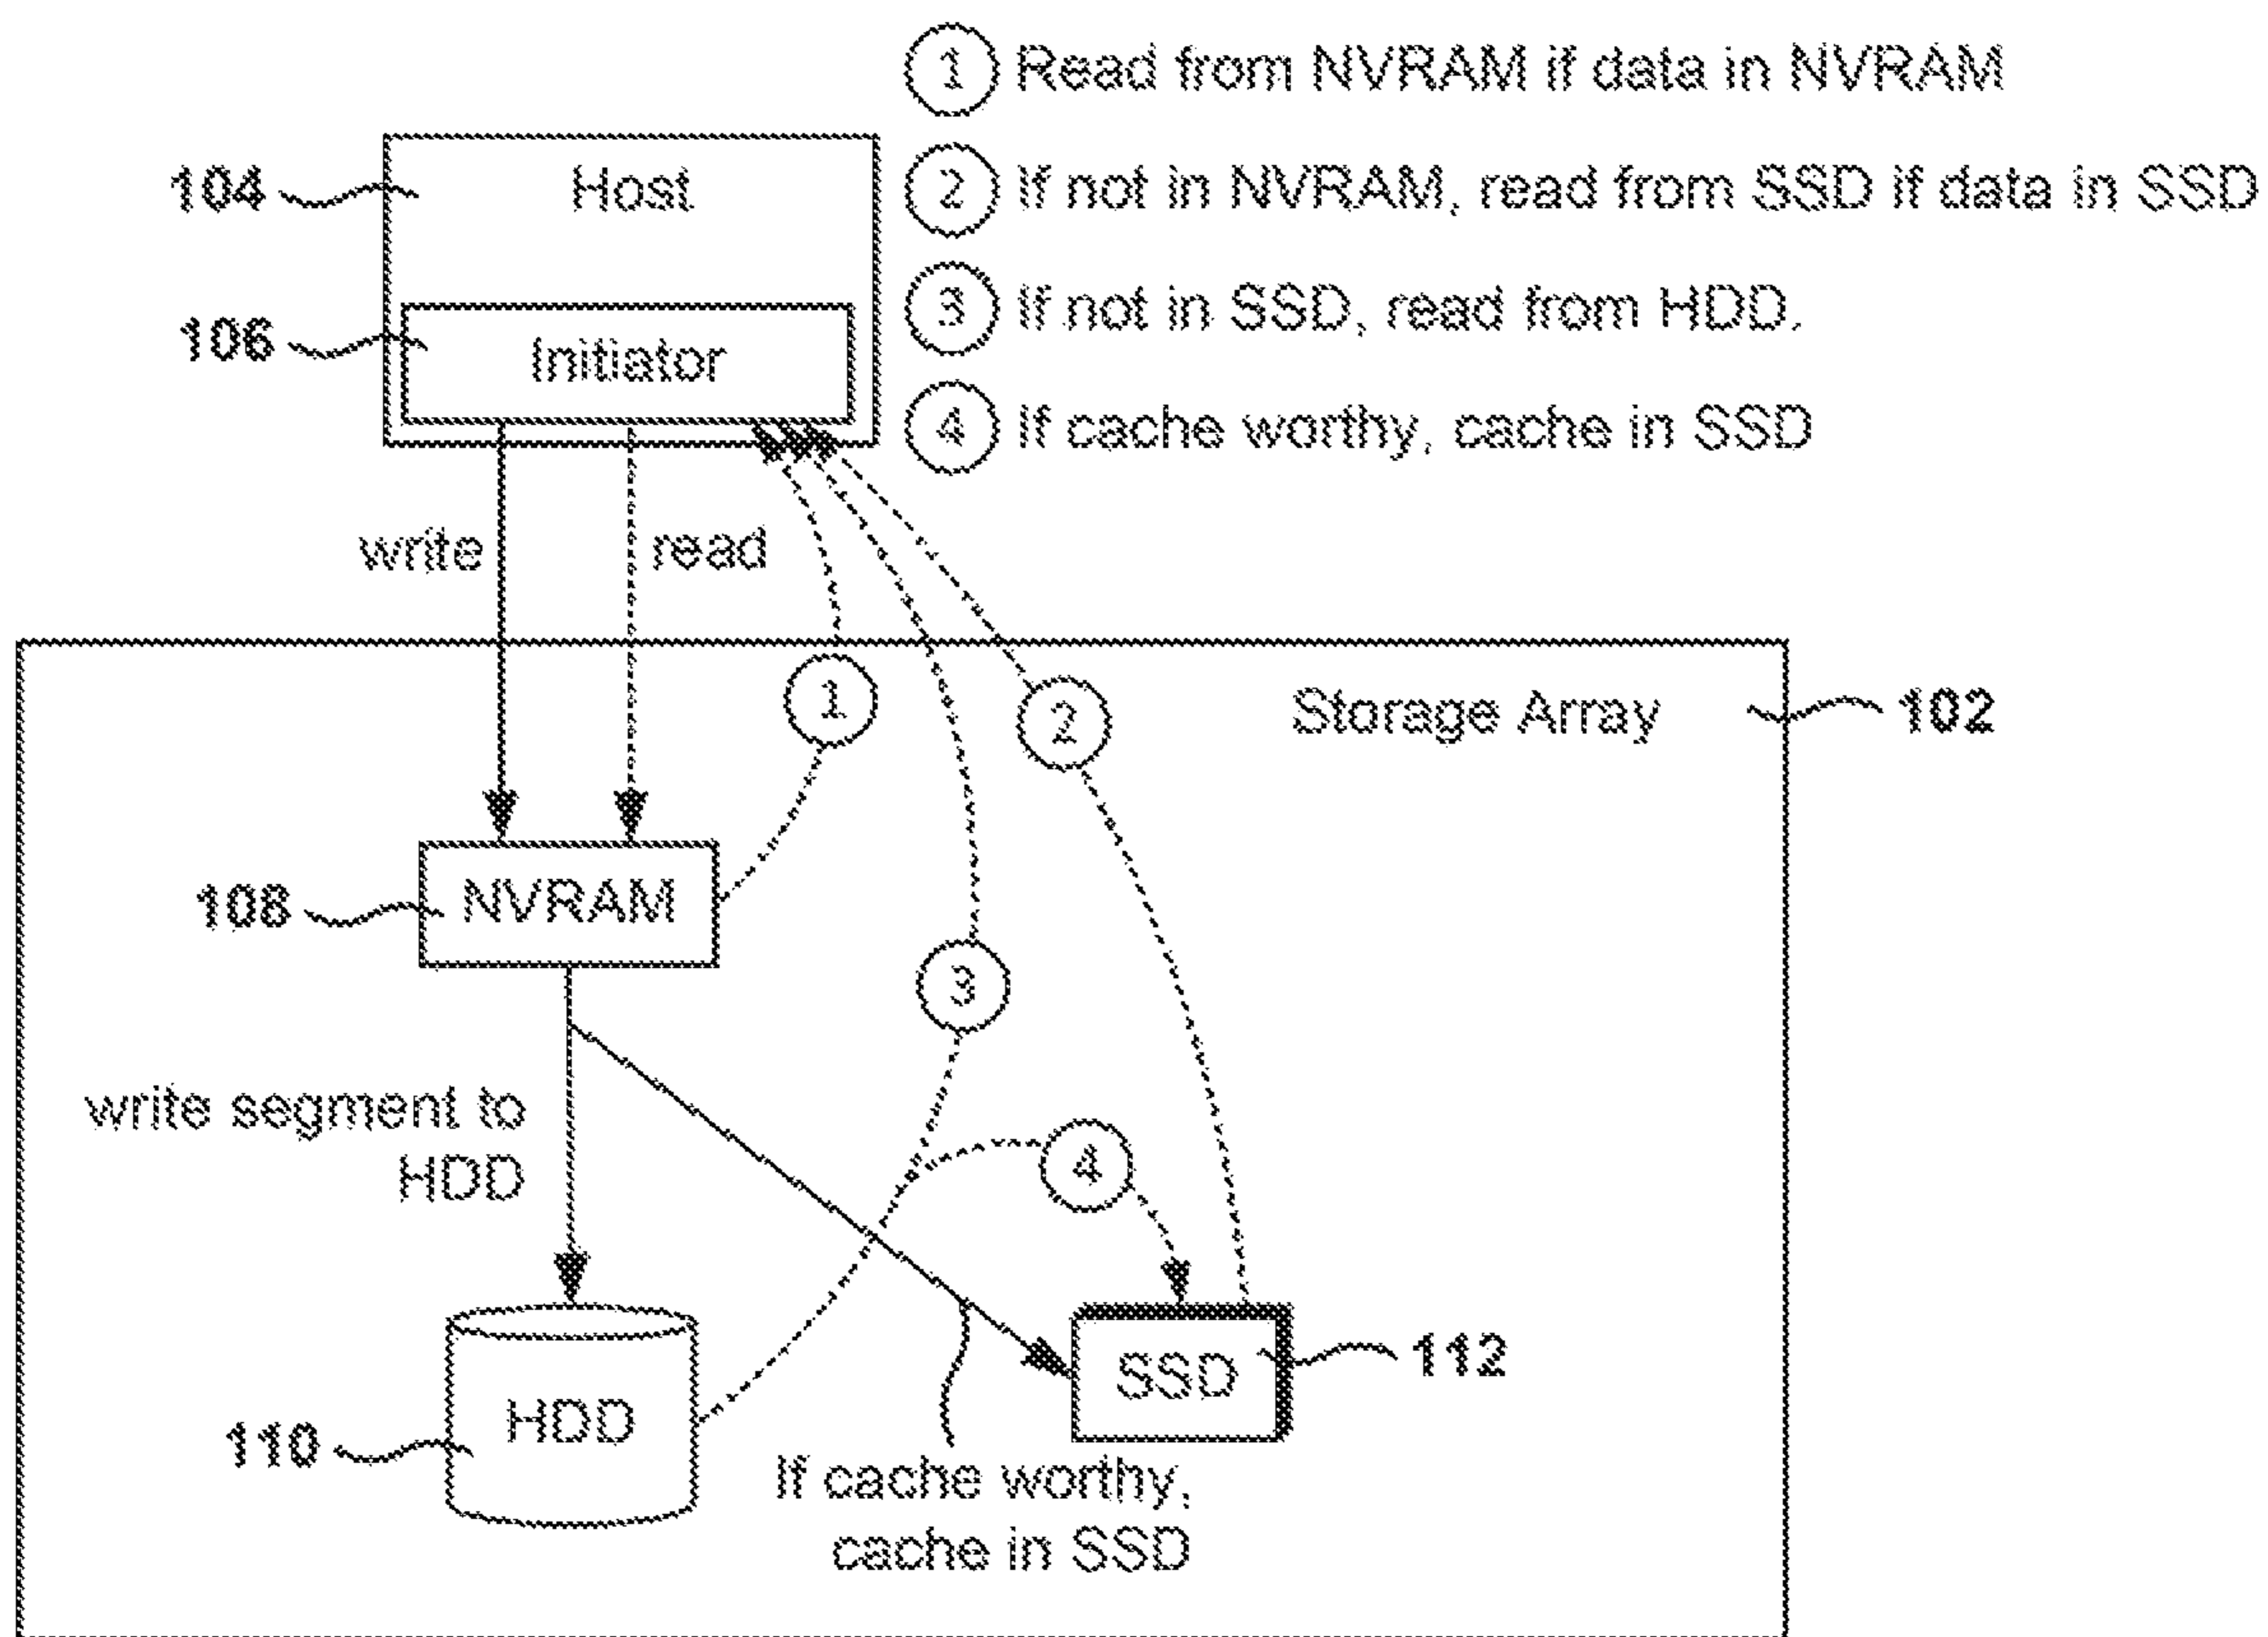 ① Read from NVRAM if data in NVRAM
② If not in NVRAM, read from SSD if data in SSD
③ If not in SSD, read from HDD.
④ If cache worthy, cache in SSD
104 Host
106 Initiator
write read
① ② Storage Array 102
108 NVRAM
③
write segment to
HDD
④
110 HDD
SSD 112
If cache worthy,
cache in SSD